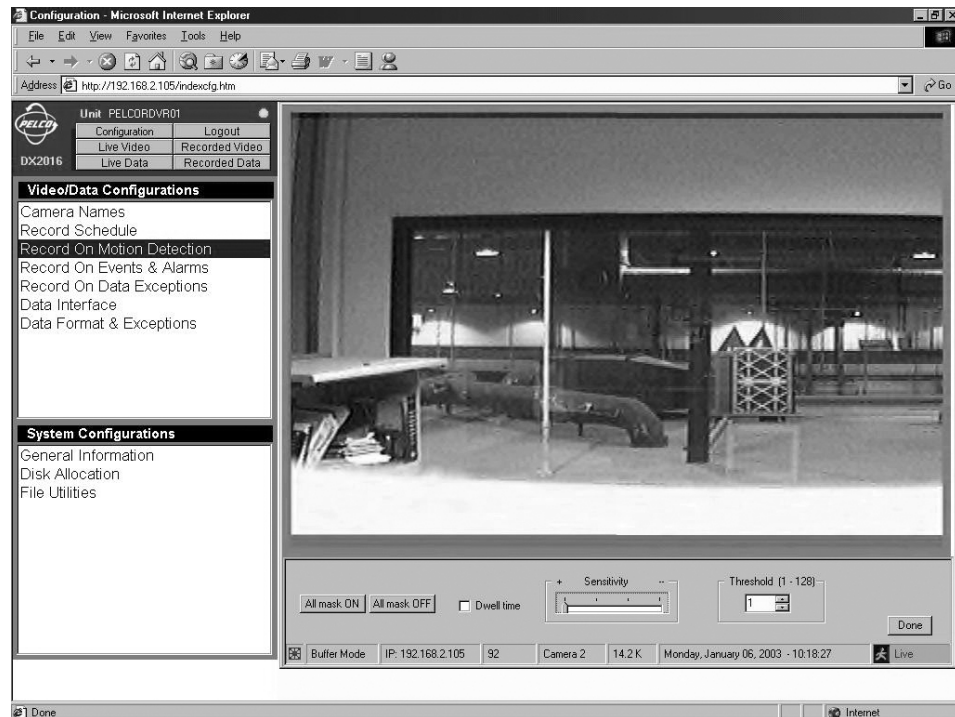 Configuration - Microsoft Internet Explorer
File Edit View Favorites Tools Help
Address http://192.168.2.105/indexcfg.htm Go
PELCO
DX2016
Unit PELCORDVR01
Configuration Logout
Live Video Recorded Video
Live Data Recorded Data
Video/Data Configurations
Camera Names
Record Schedule
Record On Motion Detection
Record On Events & Alarms
Record On Data Exceptions
Data Interface
Data Format & Exceptions
System Configurations
General Information
Disk Allocation
File Utilities
+ Sensitivity --
Threshold (1 - 128)
All mask ON All mask OFF Dwell time 1
Done
Buffer Mode IP: 192.168.2.105 92 Camera 2 14.2 K Monday, January 06, 2003 - 10:18:27 Live
Done Internet